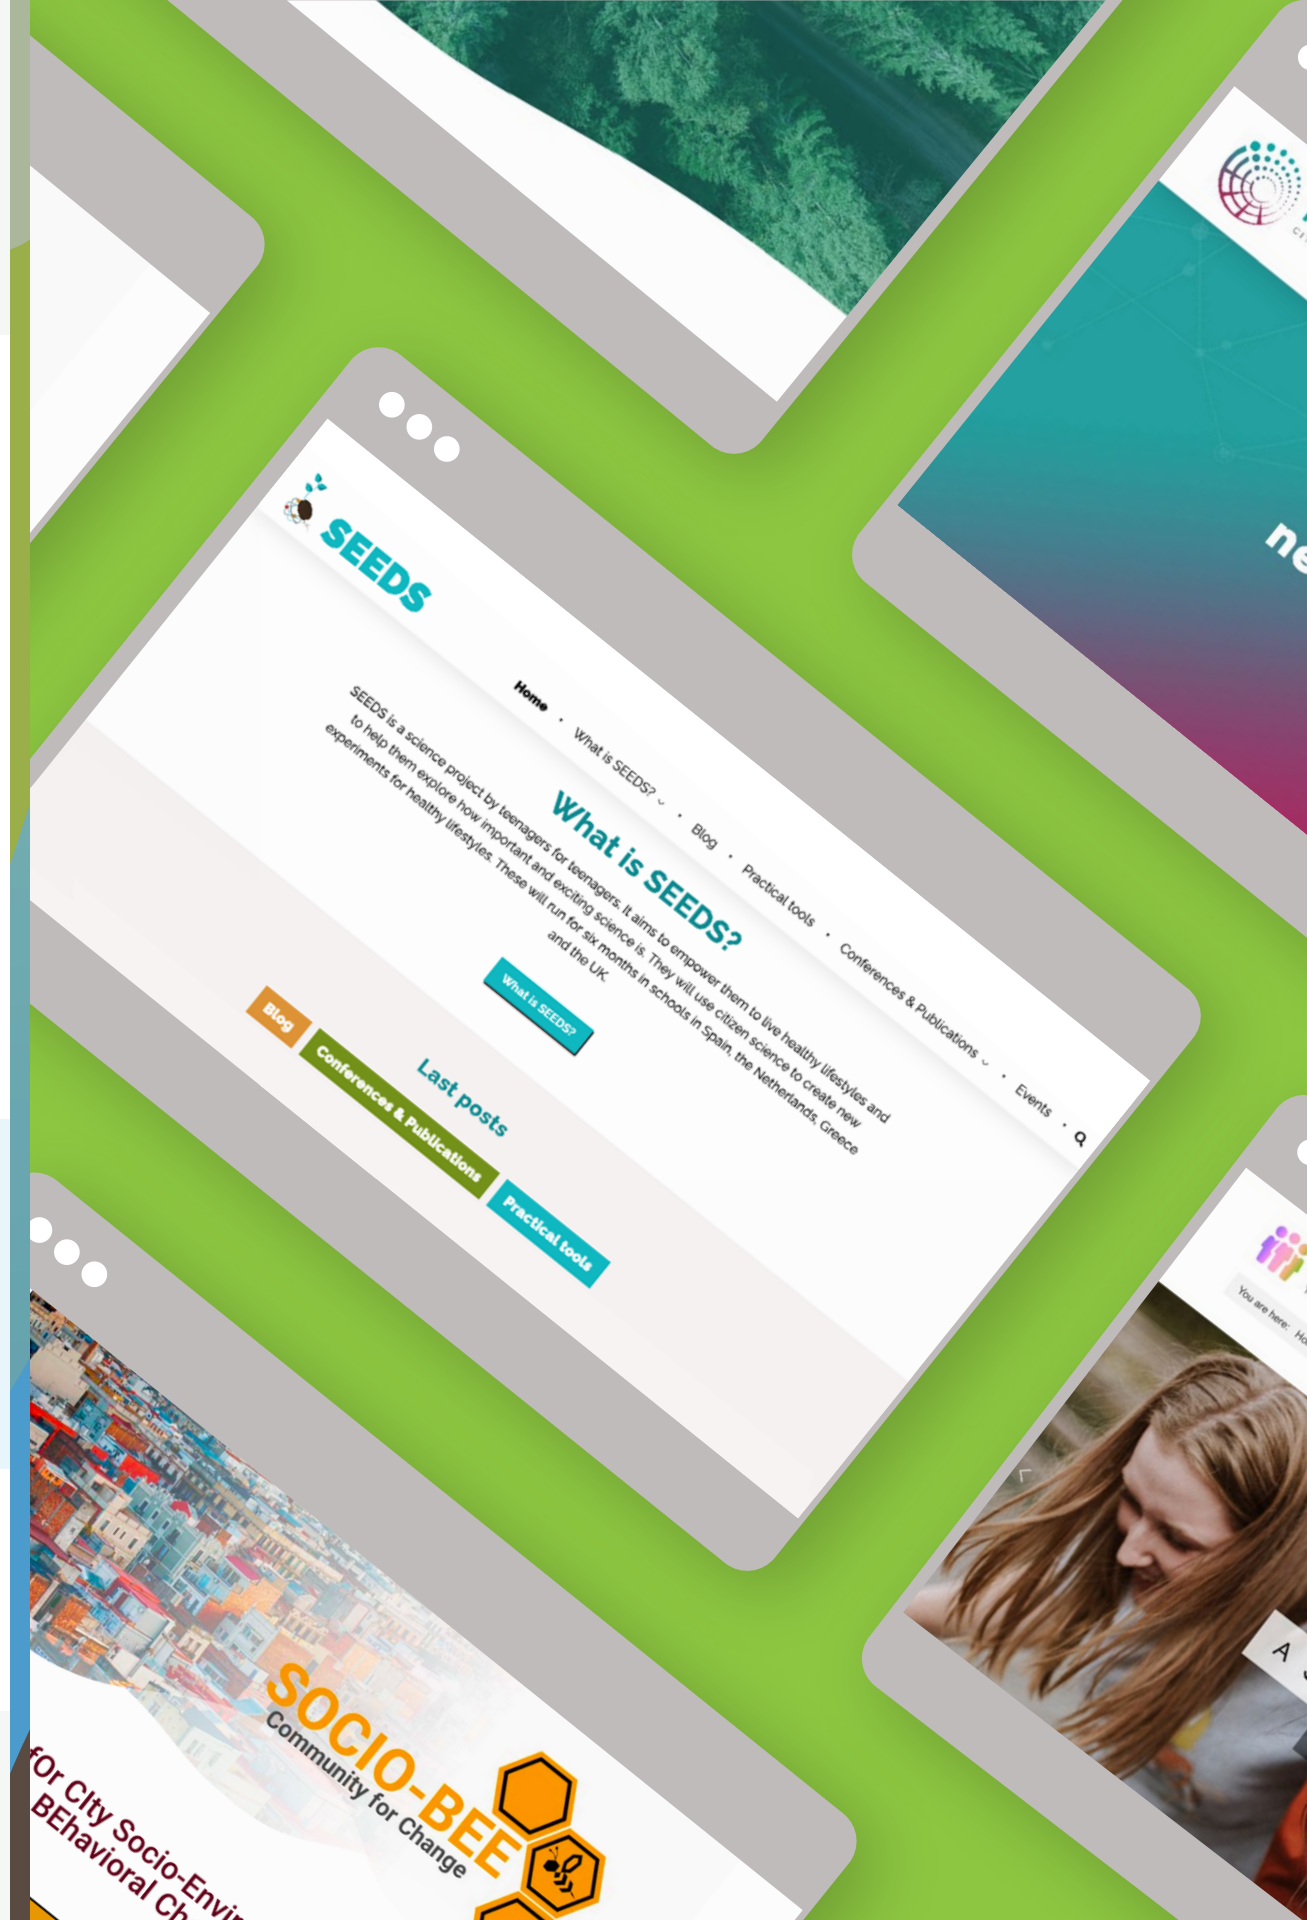 SEEDS
Home · What is SEEDS? · Blog · Practical tools · Conferences & Publications · Events ·
What is SEEDS?
SEEDS is a science project by teenagers for teenagers. It aims to empower them to live healthy lifestyles and
to help them explore how important and exciting science is. They will use citizen science to create new
experiments for healthy lifestyles. These will run for six months in schools in Spain, the Netherlands, Greece
and the UK.
What is SEEDS?
Last posts
Blog
Conferences & Publications
Practical tools
ne
You are here: Ho
A
SOCIO-BEE
Community for Change
for CIty Socio-Envir
BEhavioral Ch